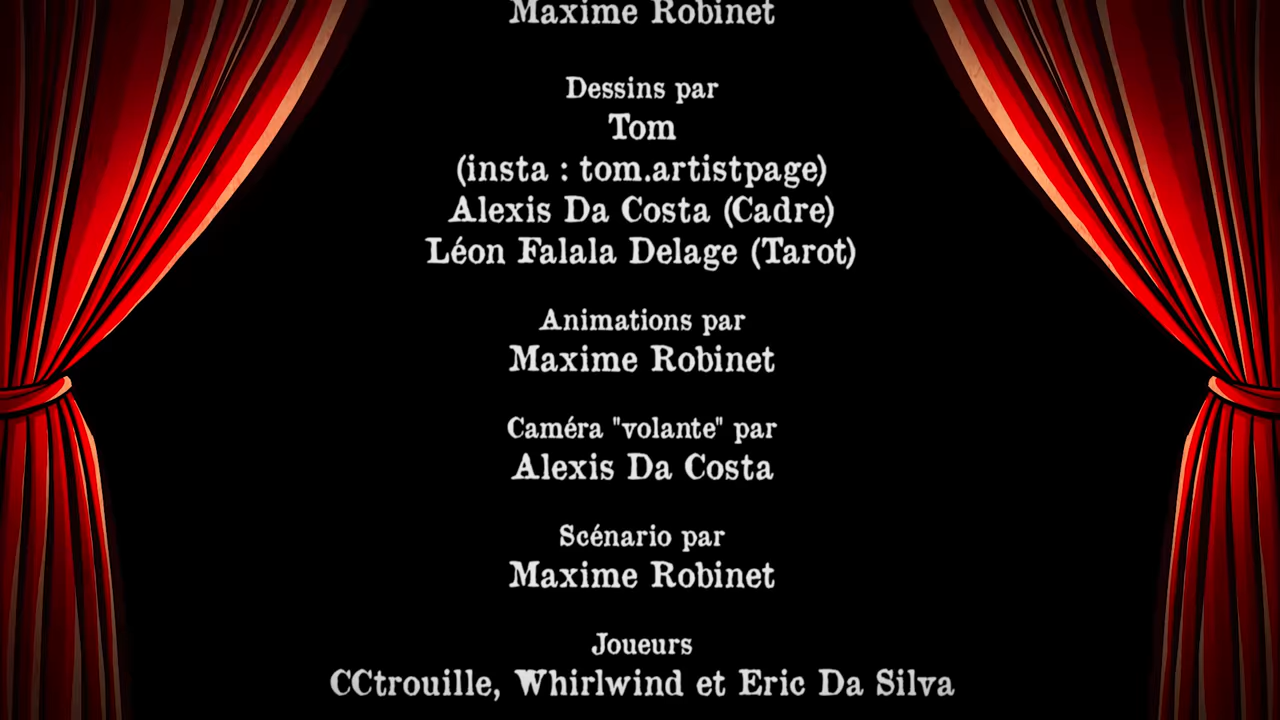 Maxime Robinet
Dessins par
Tom
(insta : tom.artistpage)
Alexis Da Costa (Cadre)
Léon Falala Delage (Tarot)
Animations par
Maxime Robinet
Caméra "volante" par
Alexis Da Costa
Scénario par
Maxime Robinet
Joueurs
CCtrouille, Whirlwind et Eric Da Silva